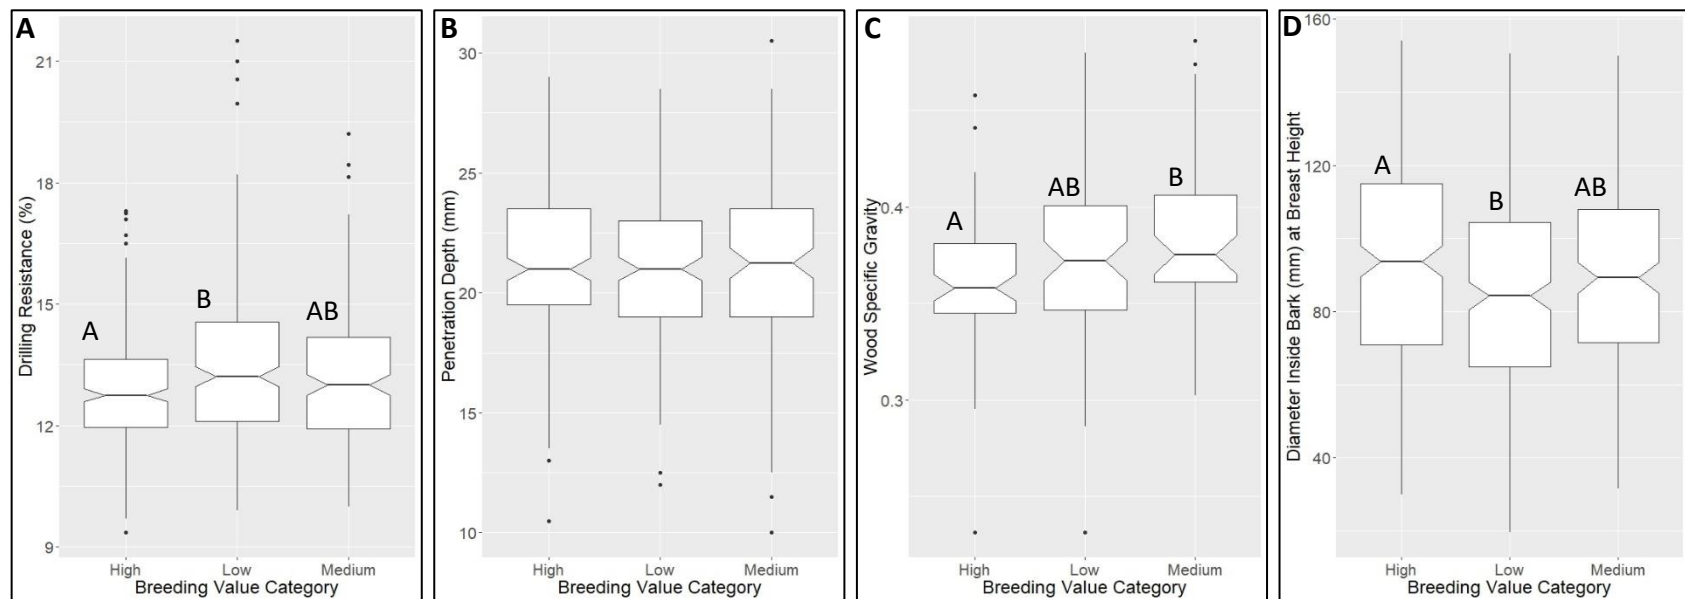 A
Drilling Resistance (%)
21
18
15
12
9
A
B
AB
High
Low
Medium
Breeding Value Category
B
Penetration Depth (mm)
30
25
20
15
10
High
Low
Medium
Breeding Value Category
C
Wood Specific Gravity
0.4
0.3
A
AB
B
High
Low
Medium
Breeding Value Category
D
Diameter Inside Bark (mm) at Breast Height
160
120
80
40
A
B
AB
High
Low
Medium
Breeding Value Category